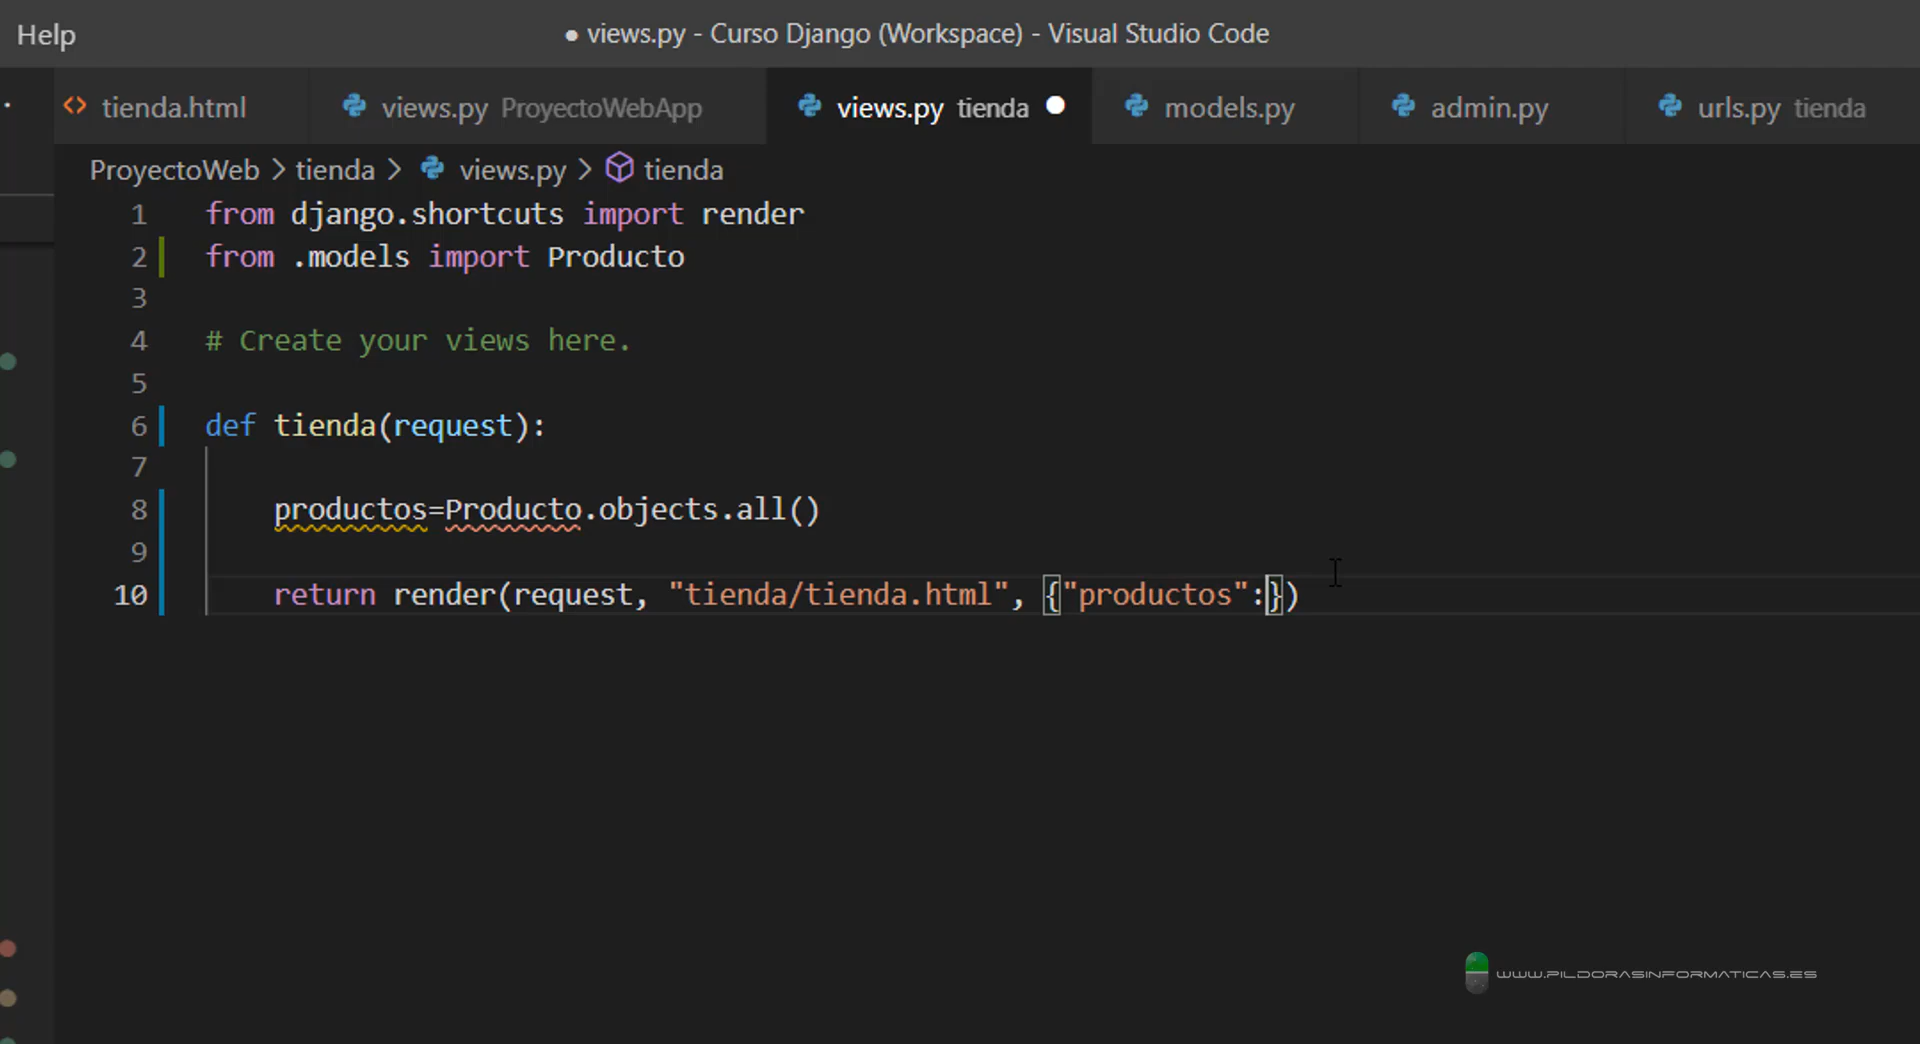 Help
● views.py - Curso Django (Workspace) - Visual Studio Code
tienda.html views.py ProyectoWebApp views.py tienda ● models.py admin.py urls.py tienda
ProyectoWeb > tienda > views.py > tienda
1 from django.shortcuts import render
2 from .models import Producto
3
4 # Create your views here.
5
6 def tienda(request):
7
8 productos=Producto.objects.all()
9
10 return render(request, "tienda/tienda.html", {"productos":})
WWW.PILDORASINFORMATICAS.ES